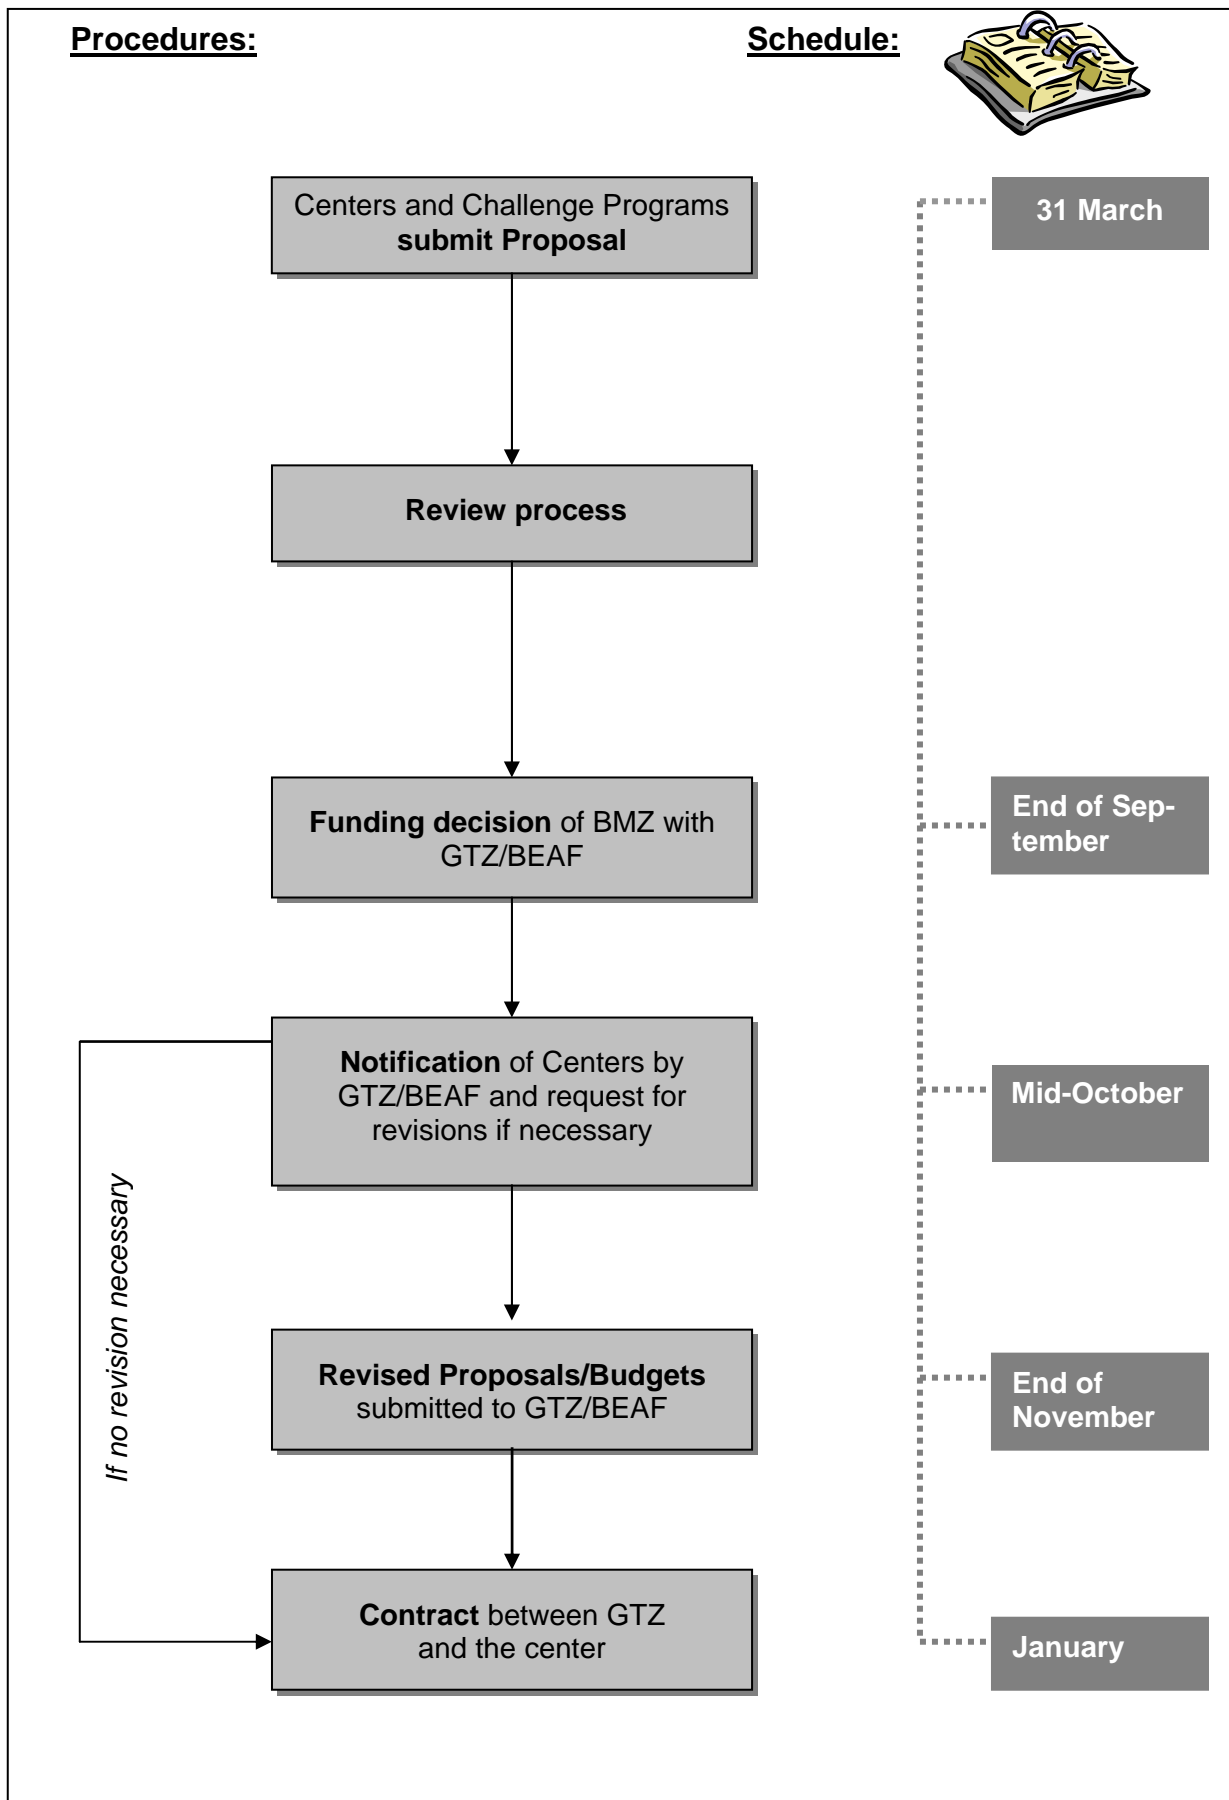 Procedures:
Schedule:
Centers and Challenge Programs
submit Proposal
31 March
Review process
Funding decision of BMZ with
GTZ/BEAF
End of Sep-
tember
Notification of Centers by
GTZ/BEAF and request for
revisions if necessary
Mid-October
If no revision necessary
Revised Proposals/Budgets
submitted to GTZ/BEAF
End of
November
Contract between GTZ
and the center
January